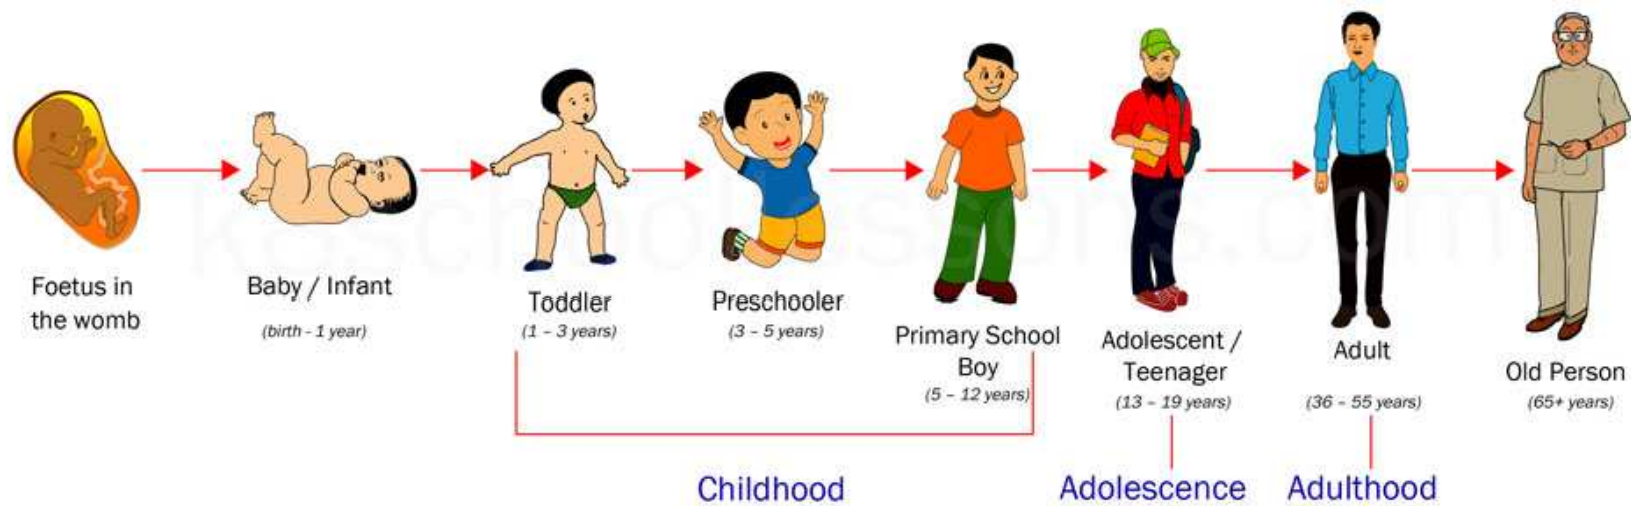 Foetus in
the womb
Baby / Infant
(birth - 1 year)
Toddler
(1 – 3 years)
Preschooler
(3 – 5 years)
Primary School
Boy
(5 – 12 years)
Adolescent /
Teenager
(13 – 19 years)
Adult
(36 – 55 years)
Old Person
(65+ years)
Childhood
Adolescence
Adulthood
k8schoollessons.com